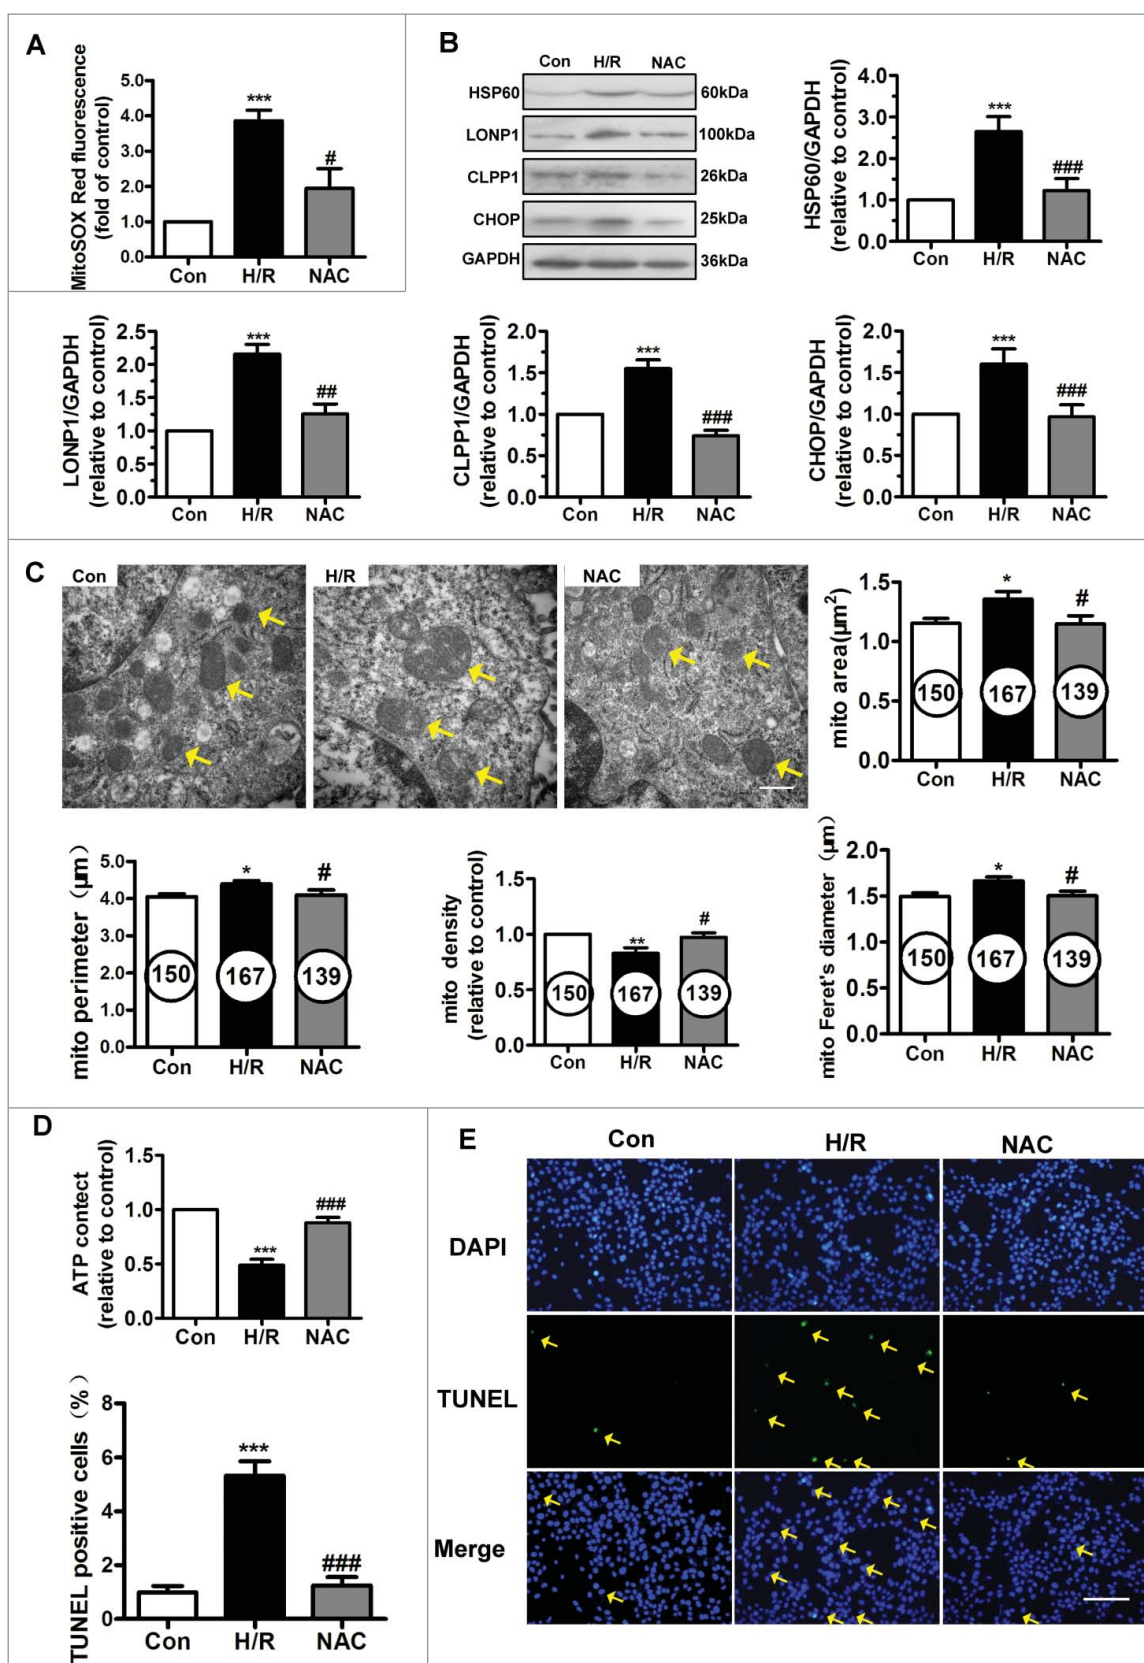 A
MitoSOX Red fluorescence
(fold of control)
5.0
4.0
3.0
2.0
1.0
0.0
***
#
Con H/R NAC
B
Con H/R NAC
HSP60 60kDa
LONP1 100kDa
CLPP1 26kDa
CHOP 25kDa
GAPDH 36kDa
HSP60/GAPDH
(relative to control)
4.0
3.0
2.0
1.0
0.0
***
###
Con H/R NAC
LONP1/GAPDH
(relative to control)
2.5
2.0
1.5
1.0
0.5
0.0
***
##
Con H/R NAC
CLPP1/GAPDH
(relative to control)
2.0
1.5
1.0
0.5
0.0
***
###
Con H/R NAC
CHOP/GAPDH
(relative to control)
2.0
1.5
1.0
0.5
0.0
***
###
Con H/R NAC
C
Con
H/R
NAC
mito area(μm²)
1.5
1.0
0.5
0.0
*
#
150 167 139
Con H/R NAC
mito perimeter (μm)
5.0
4.0
3.0
2.0
1.0
0.0
*
#
150 167 139
Con H/R NAC
mito density
(relative to control)
1.5
1.0
0.5
0.0
**
#
150 167 139
Con H/R NAC
mito Feret's diameter (μm)
2.0
1.5
1.0
0.5
0.0
*
#
150 167 139
Con H/R NAC
D
ATP contect
(relative to control)
1.5
1.0
0.5
0.0
***
###
Con H/R NAC
TUNEL positive cells (%)
8
6
4
2
0
***
###
Con H/R NAC
E
Con H/R NAC
DAPI
TUNEL
Merge